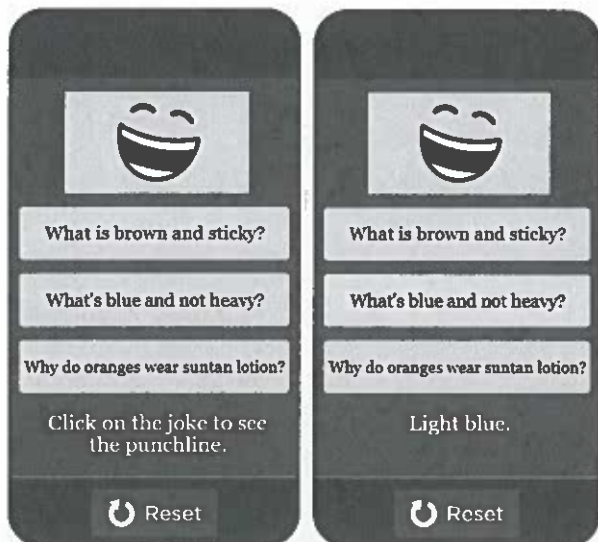 What is brown and sticky?
What's blue and not heavy?
Why do oranges wear suntan lotion?
Click on the joke to see
the punchline.
Reset
What is brown and sticky?
What's blue and not heavy?
Why do oranges wear suntan lotion?
Light blue.
Reset